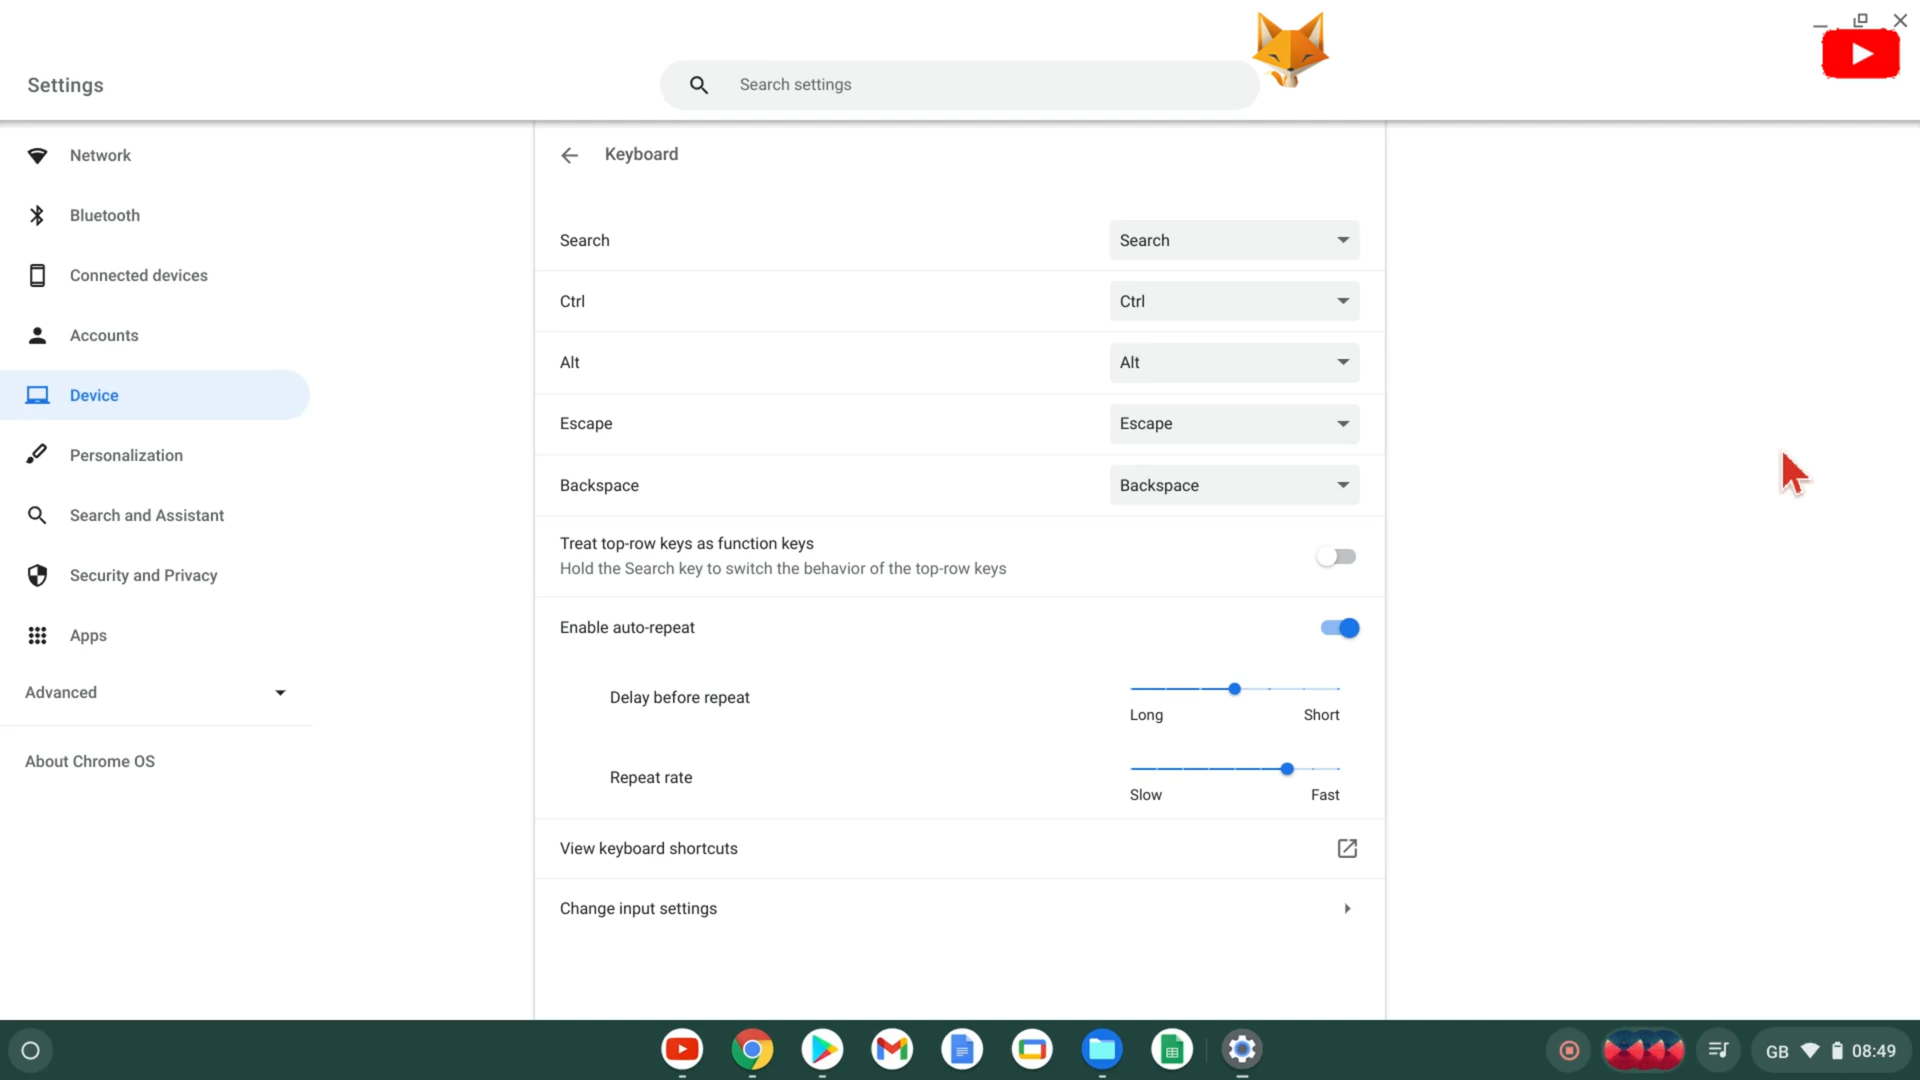 Settings
Search settings
Network
Bluetooth
Connected devices
Accounts
Device
Personalization
Search and Assistant
Security and Privacy
Apps
Advanced
About Chrome OS
Keyboard
Search Search
Ctrl Ctrl
Alt Alt
Escape Escape
Backspace Backspace
Treat top-row keys as function keys
Hold the Search key to switch the behavior of the top-row keys
Enable auto-repeat
Delay before repeat
Long Short
Repeat rate
Slow Fast
View keyboard shortcuts
Change input settings
GB 08:49